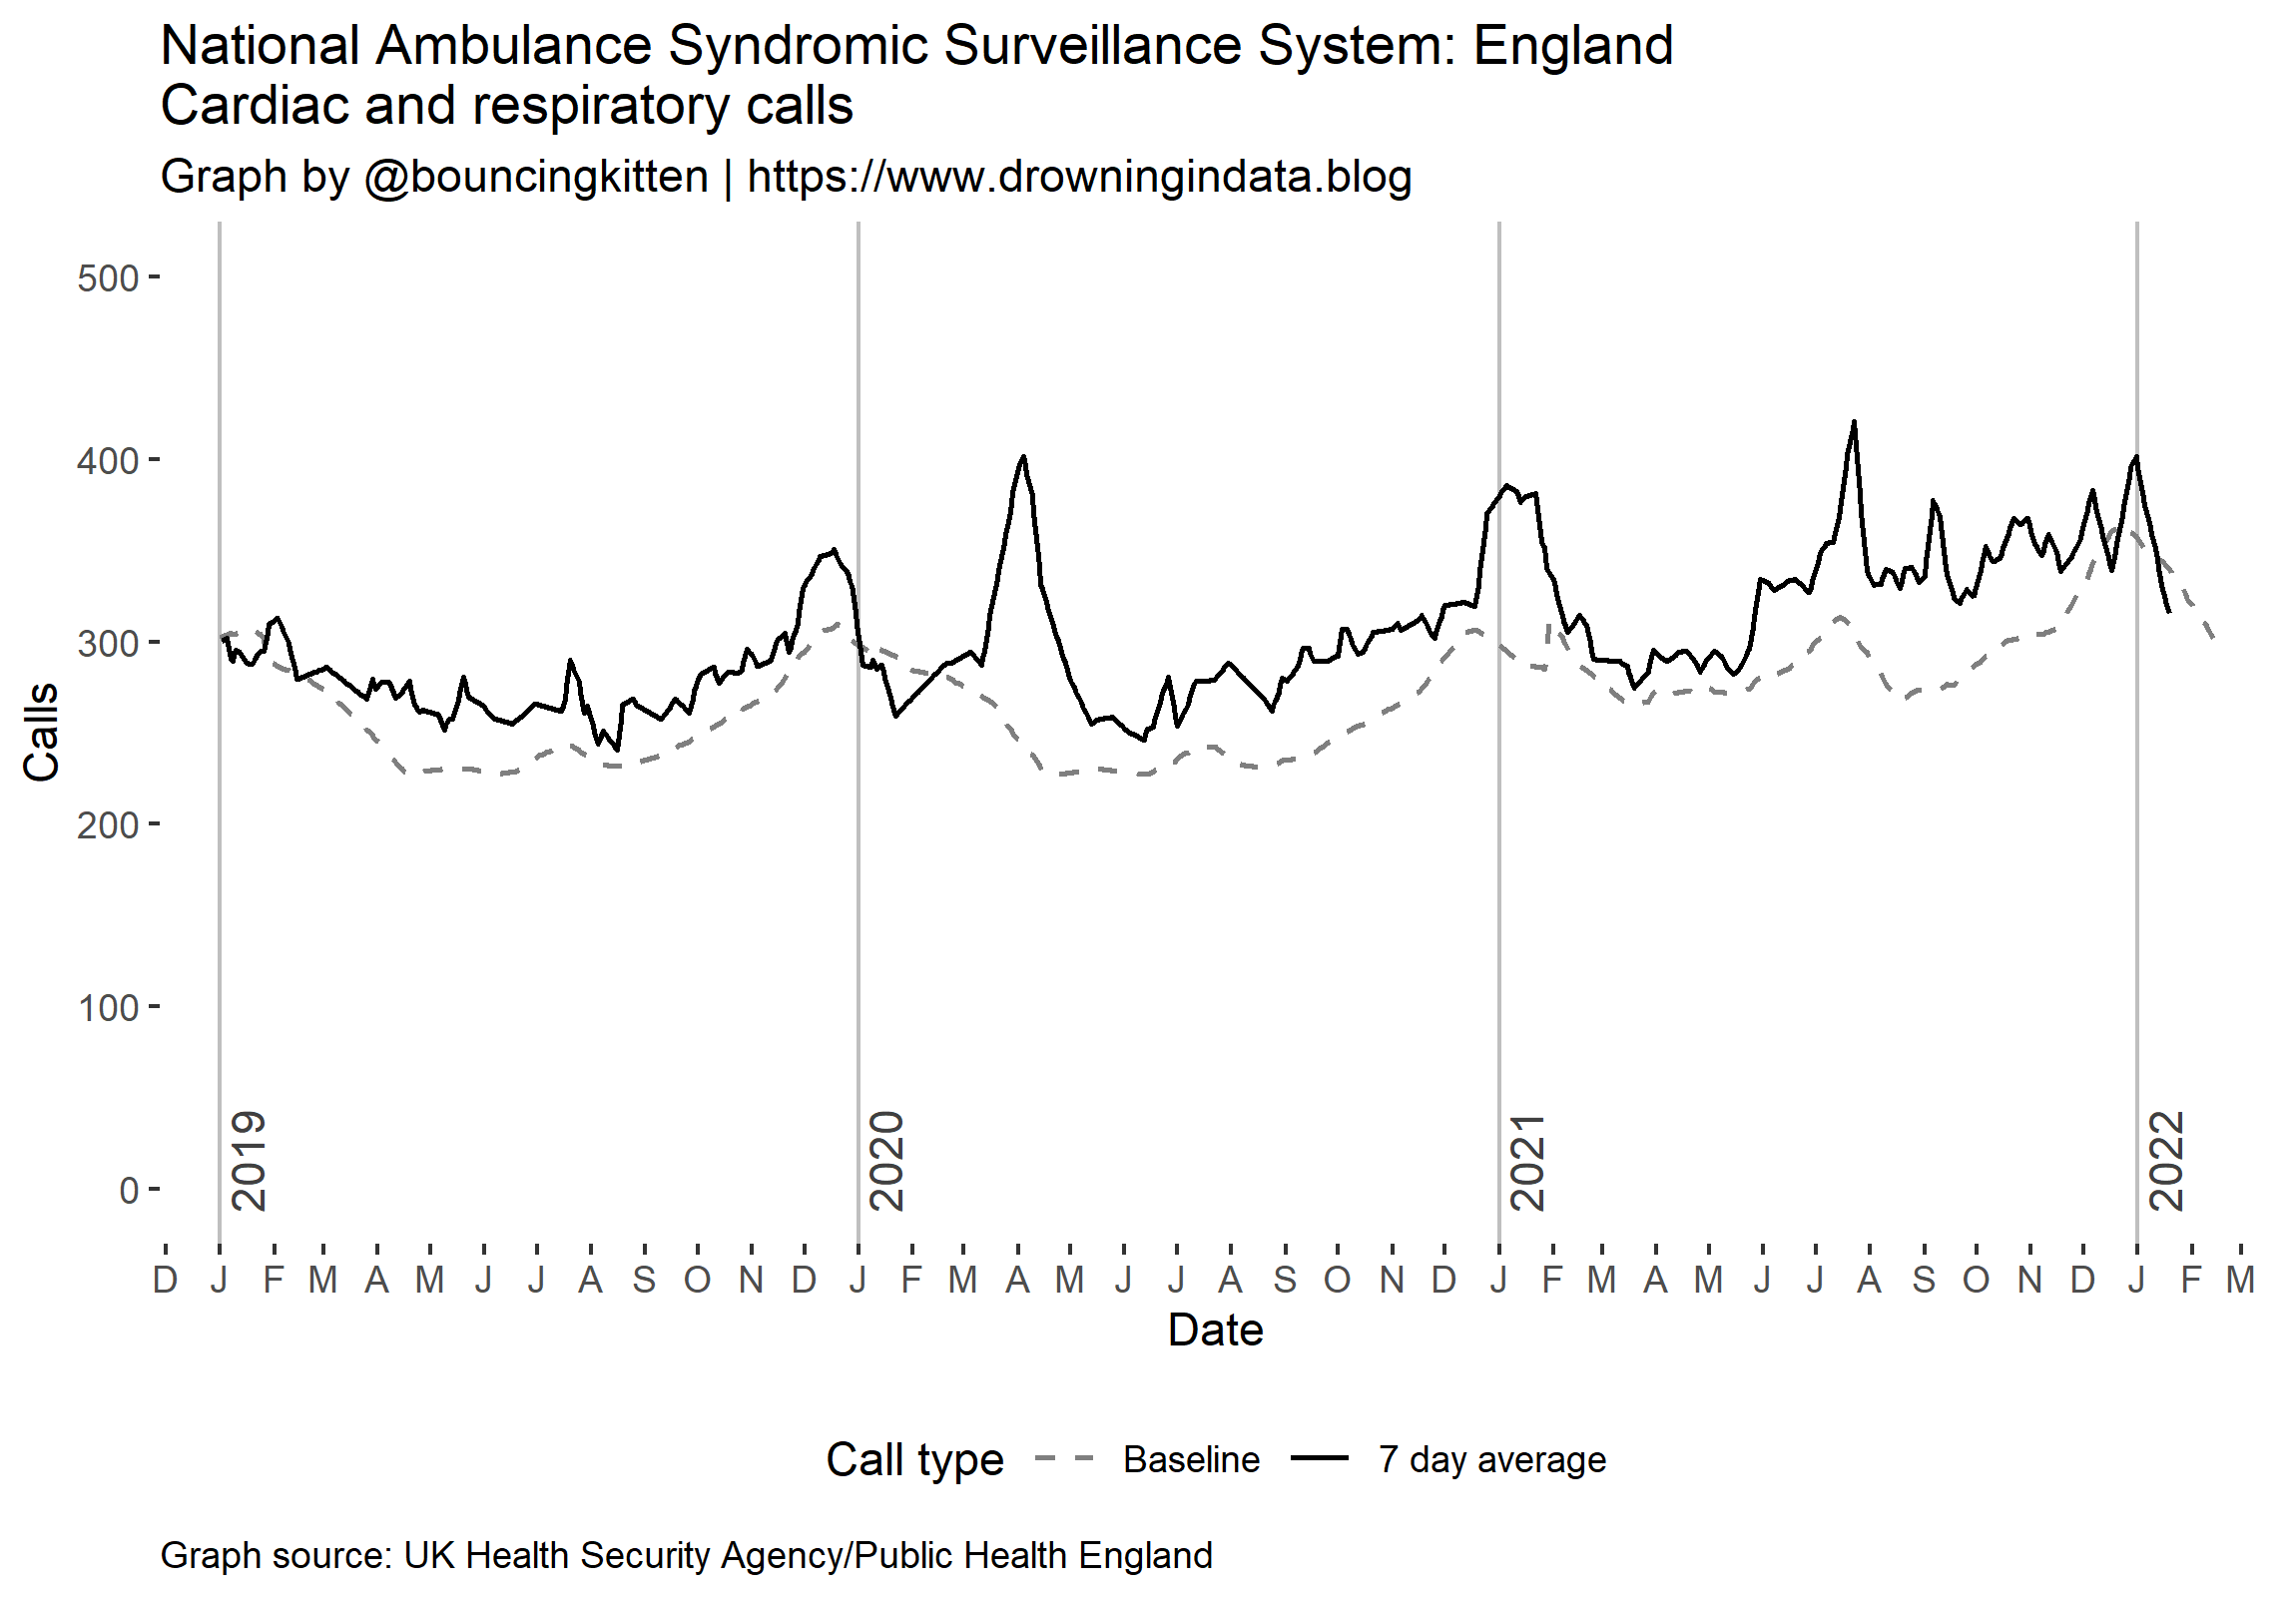 National Ambulance Syndromic Surveillance System: England
Cardiac and respiratory calls
Graph by @bouncingkitten | https://www.drowningindata.blog
500
400
300
200
100
0
Calls
2019
2020
2021
2022
D J F M A M J J A S O N D J F M A M J J A S O N D J F M A M J J A S O N D J F M
Date
Call type Baseline 7 day average
Graph source: UK Health Security Agency/Public Health England